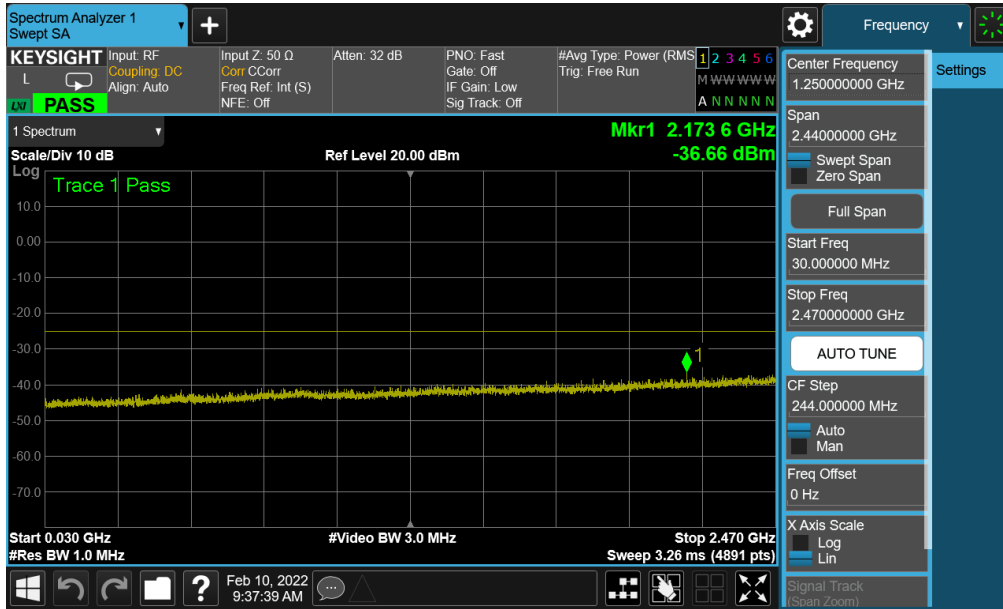 Spectrum Analyzer 1
Swept SA
+
Frequency
KEYSIGHT
L
LXI
PASS
Input: RF
Coupling: DC
Align: Auto
Input Z: 50 Ω
Corr CCorr
Freq Ref: Int (S)
NFE: Off
Atten: 32 dB
PNO: Fast
Gate: Off
IF Gain: Low
Sig Track: Off
#Avg Type: Power (RMS
Trig: Free Run
1 2 3 4 5 6
M W W W W W
A N N N N N
1 Spectrum
Mkr1 2.173 6 GHz
-36.66 dBm
Scale/Div 10 dB
Ref Level 20.00 dBm
Log
Trace 1 Pass
10.0
0.00
-10.0
-20.0
-30.0
-40.0
-50.0
-60.0
-70.0
1
Start 0.030 GHz
#Video BW 3.0 MHz
Stop 2.470 GHz
#Res BW 1.0 MHz
Sweep 3.26 ms (4891 pts)
Center Frequency
1.250000000 GHz
Settings
Span
2.44000000 GHz
Swept Span
Zero Span
Full Span
Start Freq
30.000000 MHz
Stop Freq
2.470000000 GHz
AUTO TUNE
CF Step
244.000000 MHz
Auto
Man
Freq Offset
0 Hz
X Axis Scale
Log
Lin
Signal Track
(Span Zoom)
?
Feb 10, 2022
9:37:39 AM